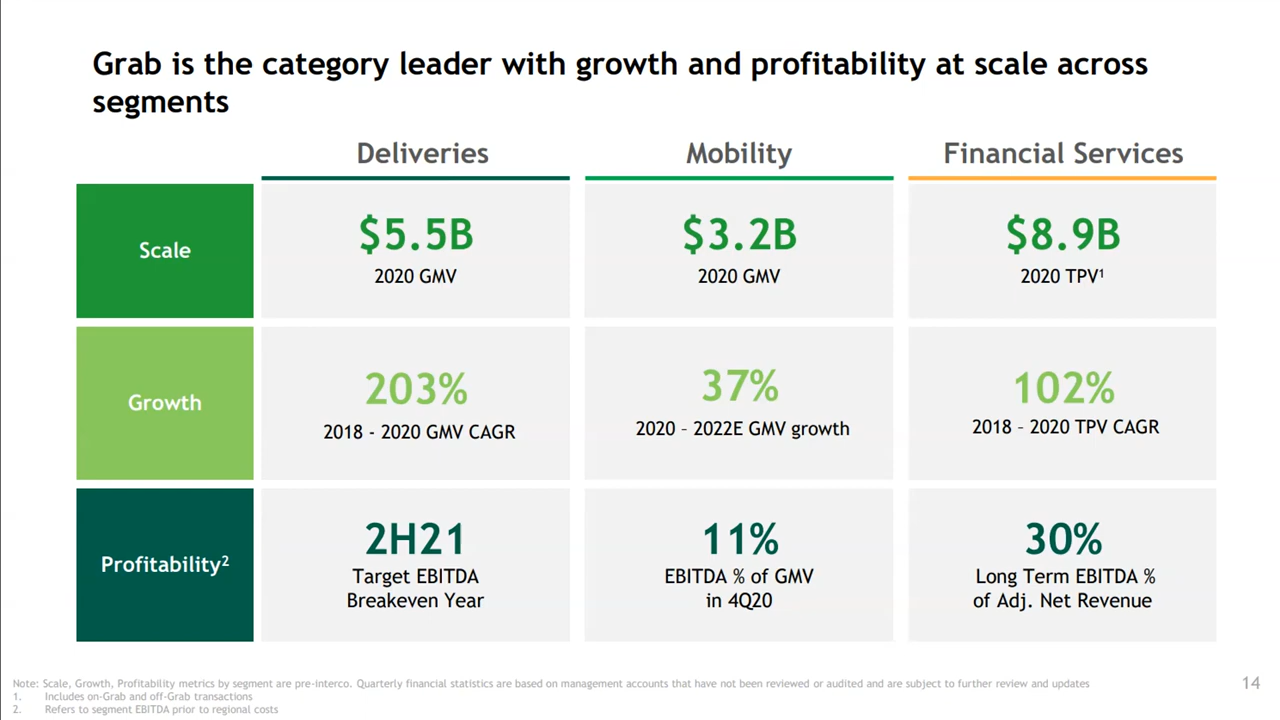 Grab is the category leader with growth and profitability at scale across
segments
Deliveries
Mobility
Financial Services
Scale
$5.5B
2020 GMV
$3.2B
2020 GMV
$8.9B
2020 TPV¹
Growth
203%
2018 - 2020 GMV CAGR
37%
2020 – 2022E GMV growth
102%
2018 – 2020 TPV CAGR
Profitability²
2H21
Target EBITDA
Breakeven Year
11%
EBITDA % of GMV
in 4Q20
30%
Long Term EBITDA %
of Adj. Net Revenue
Note: Scale, Growth, Profitability metrics by segment are pre-interco. Quarterly financial statistics are based on management accounts that have not been reviewed or audited and are subject to further review and updates
1. Includes on-Grab and off-Grab transactions
2. Refers to segment EBITDA prior to regional costs
14